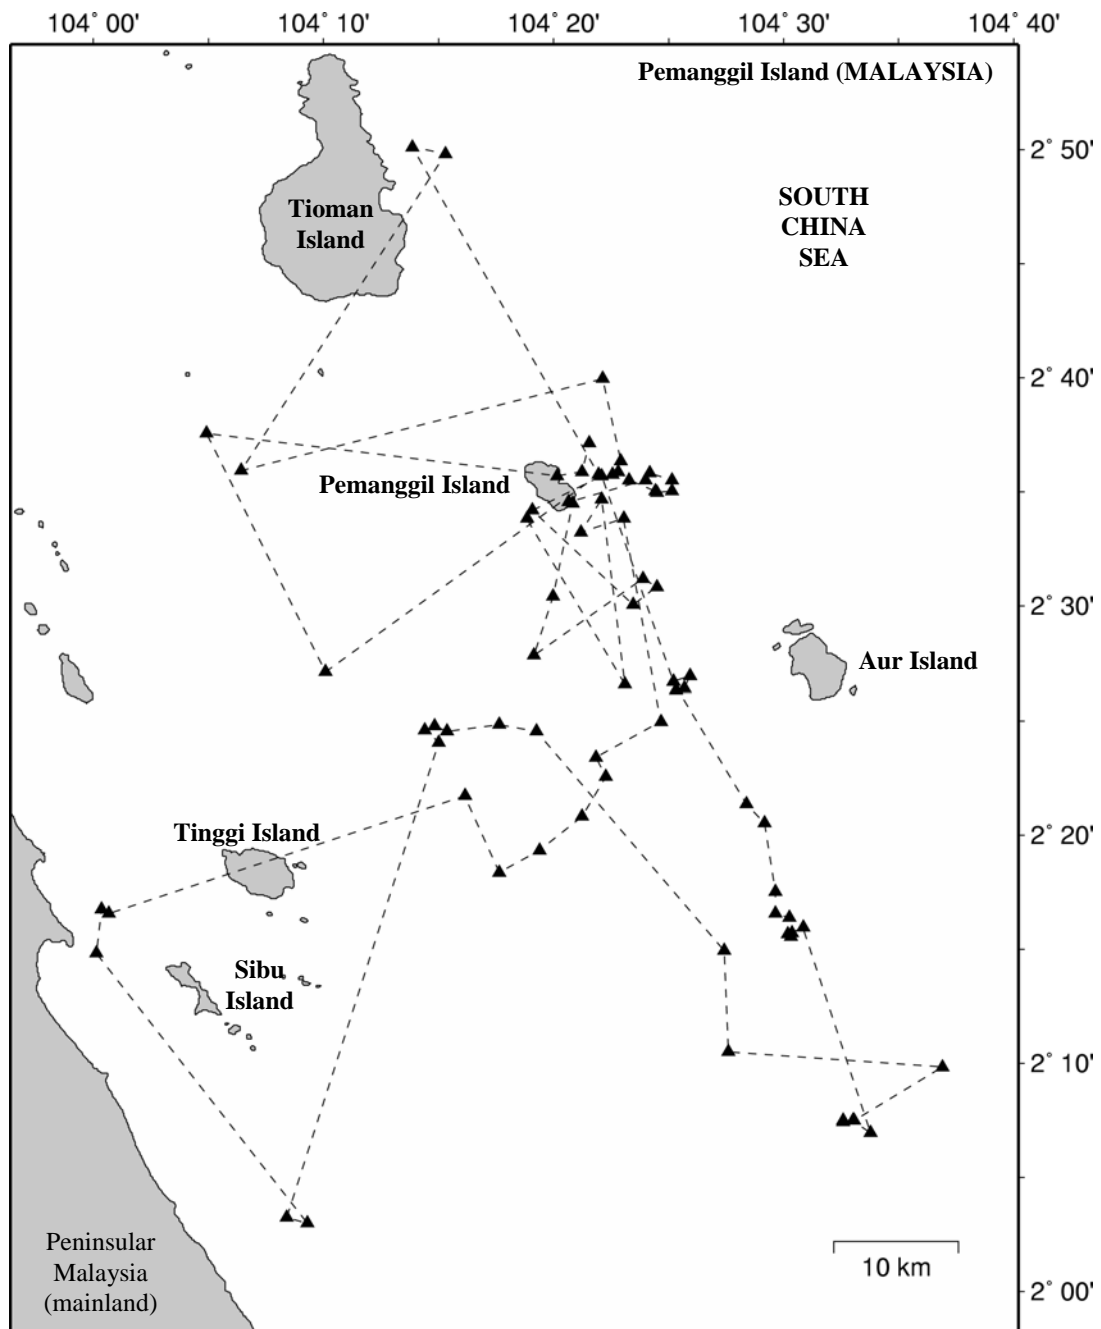 104° 00' 104° 10' 104° 20' 104° 30' 104° 40'
Pemanggil Island (MALAYSIA)
2° 50'
SOUTH
CHINA
SEA
Tioman
Island
2° 40'
Pemanggil Island
2° 30'
Aur Island
2° 20'
Tinggi Island
Sibu
Island
2° 10'
Peninsular
Malaysia
(mainland)
10 km
2° 00'